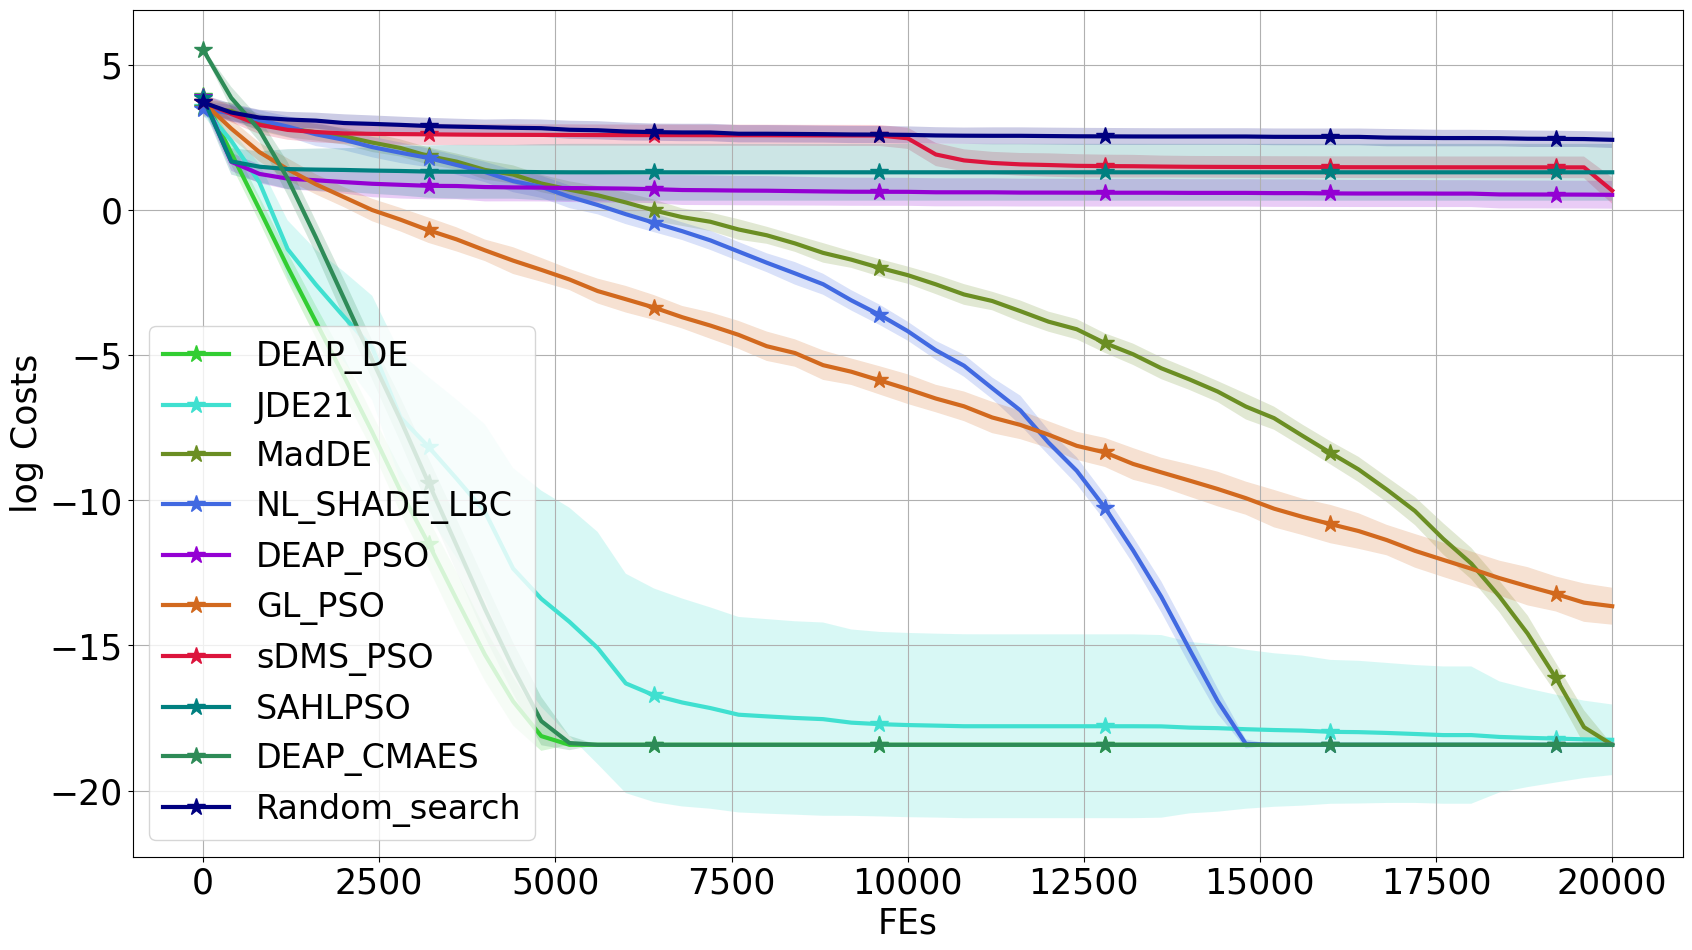 5
0
−5
−10
−15
−20
log Costs
DEAP_DE
JDE21
MadDE
NL_SHADE_LBC
DEAP_PSO
GL_PSO
sDMS_PSO
SAHLPSO
DEAP_CMAES
Random_search
0 2500 5000 7500 10000 12500 15000 17500 20000
FEs